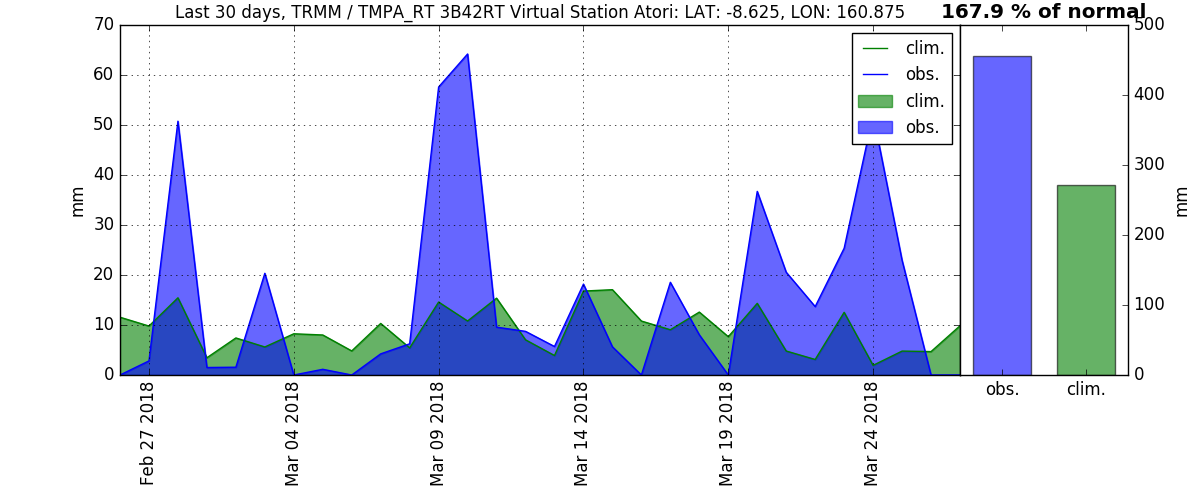 Last 30 days, TRMM / TMPA_RT 3B42RT Virtual Station Atori: LAT: -8.625, LON: 160.875
167.9 % of normal
70
60
50
40
30
20
10
0
mm
clim.
obs.
clim.
obs.
Feb 27 2018
Mar 04 2018
Mar 09 2018
Mar 14 2018
Mar 19 2018
Mar 24 2018
500
400
300
200
100
0
mm
obs.
clim.